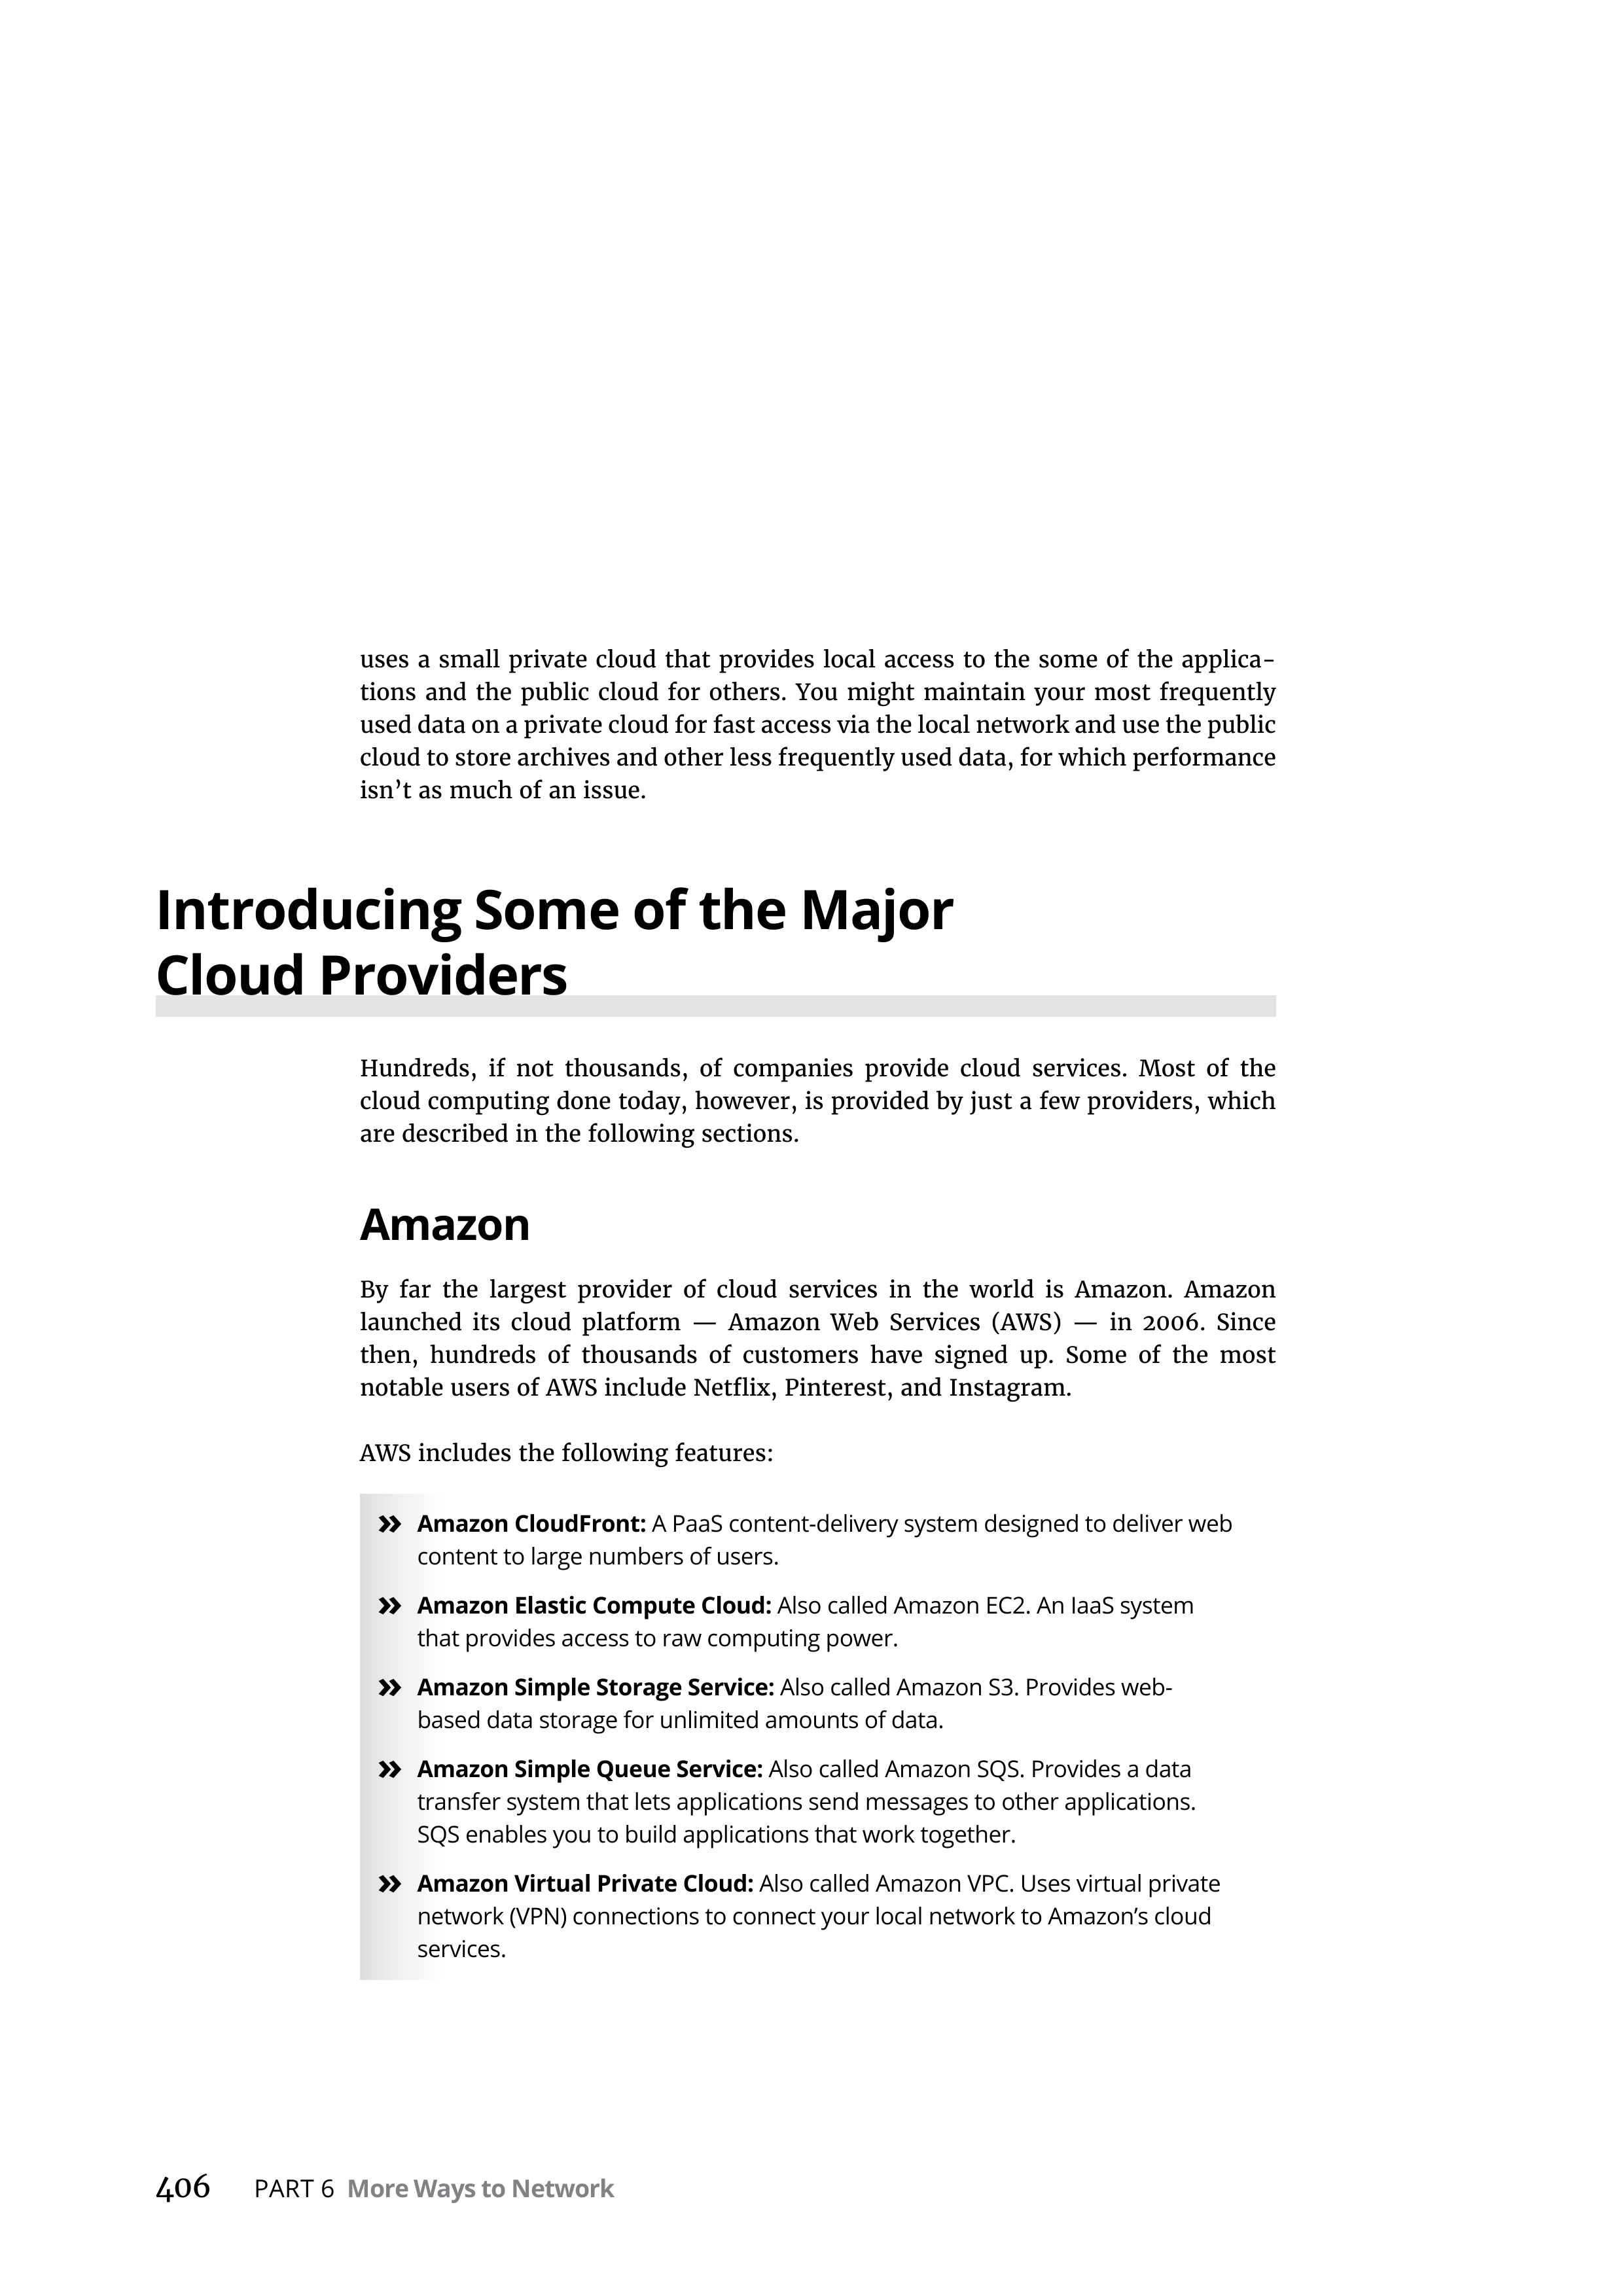 uses a small private cloud that provides local access to the some of the applica-
tions and the public cloud for others. You might maintain your most frequently
used data on a private cloud for fast access via the local network and use the public
cloud to store archives and other less frequently used data, for which performance
isn’t as much of an issue.
Introducing Some of the Major
Cloud Providers
Hundreds, if not thousands, of companies provide cloud services. Most of the
cloud computing done today, however, is provided by just a few providers, which
are described in the following sections.
Amazon
By far the largest provider of cloud services in the world is Amazon. Amazon
launched its cloud platform — Amazon Web Services (AWS) — in 2006. Since
then, hundreds of thousands of customers have signed up. Some of the most
notable users of AWS include Netflix, Pinterest, and Instagram.
AWS includes the following features:
» Amazon CloudFront: A PaaS content-delivery system designed to deliver web
content to large numbers of users.
» Amazon Elastic Compute Cloud: Also called Amazon EC2. An IaaS system
that provides access to raw computing power.
» Amazon Simple Storage Service: Also called Amazon S3. Provides web-
based data storage for unlimited amounts of data.
» Amazon Simple Queue Service: Also called Amazon SQS. Provides a data
transfer system that lets applications send messages to other applications.
SQS enables you to build applications that work together.
» Amazon Virtual Private Cloud: Also called Amazon VPC. Uses virtual private
network (VPN) connections to connect your local network to Amazon’s cloud
services.
406 PART 6 More Ways to Network